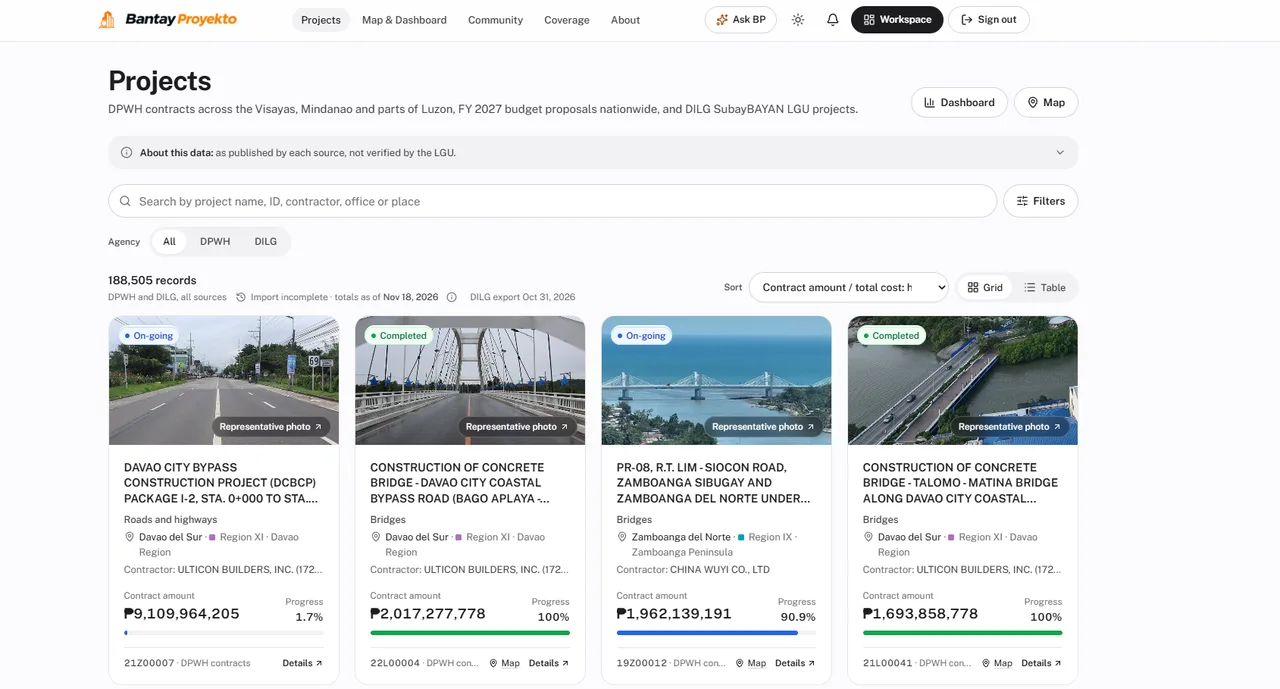 Bantay Proyekto
Projects
Map & Dashboard
Community
Coverage
About
Ask BP
Workspace
Sign out
Projects
DPWH contracts across the Visayas, Mindanao and parts of Luzon, FY 2027 budget proposals nationwide, and DILG SubayBAYAN LGU projects.
Dashboard
Map
About this data: as published by each source, not verified by the LGU.
Search by project name, ID, contractor, office or place
Filters
Agency
All
DPWH
DILG
188,505 records
DPWH and DILG, all sources
Import incomplete · totals as of Nov 18, 2026
DILG export Oct 31, 2026
Sort
Contract amount / total cost: h
Grid
Table
On-going
69
Representative photo
DAVAO CITY BYPASS
CONSTRUCTION PROJECT (DCBCP)
PACKAGE I-2, STA. 0+000 TO STA....
Roads and highways
Davao del Sur · Region XI · Davao
Region
Contractor: ULTICON BUILDERS, INC. (172...
Contract amount
₱9,109,964,205
Progress
1.7%
21Z00007 · DPWH contracts
Details
Completed
Representative photo
CONSTRUCTION OF CONCRETE
BRIDGE - DAVAO CITY COASTAL
BYPASS ROAD (BAGO APLAYA -...
Bridges
Davao del Sur · Region XI · Davao
Region
Contractor: ULTICON BUILDERS, INC. (172...
Contract amount
₱2,017,277,778
Progress
100%
22L00004 · DPWH con...
Map
Details
On-going
Representative photo
PR-08, R.T. LIM - SIOCON ROAD,
ZAMBOANGA SIBUGAY AND
ZAMBOANGA DEL NORTE UNDER...
Bridges
Zamboanga del Norte · Region IX ·
Zamboanga Peninsula
Contractor: CHINA WUYI CO., LTD
Contract amount
₱1,962,139,191
Progress
90.9%
19Z00012 · DPWH con...
Map
Details
Completed
Representative photo
CONSTRUCTION OF CONCRETE
BRIDGE - TALOMO - MATINA BRIDGE
ALONG DAVAO CITY COASTAL...
Bridges
Davao del Sur · Region XI · Davao
Region
Contractor: ULTICON BUILDERS, INC. (172...
Contract amount
₱1,693,858,778
Progress
100%
21L00041 · DPWH con...
Map
Details